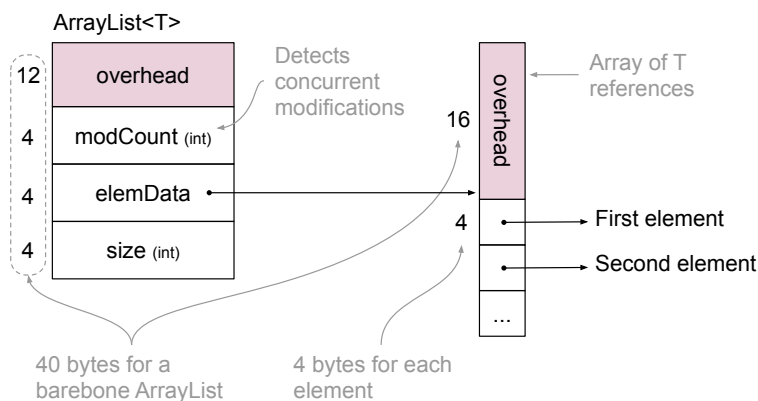 ArrayList<T>
12
overhead
4
modCount (int)
4
elemData
4
size (int)
Detects
concurrent
modifications
40 bytes for a
barebone ArrayList
16
overhead
4
...
Array of T
references
First element
Second element
4 bytes for each
element